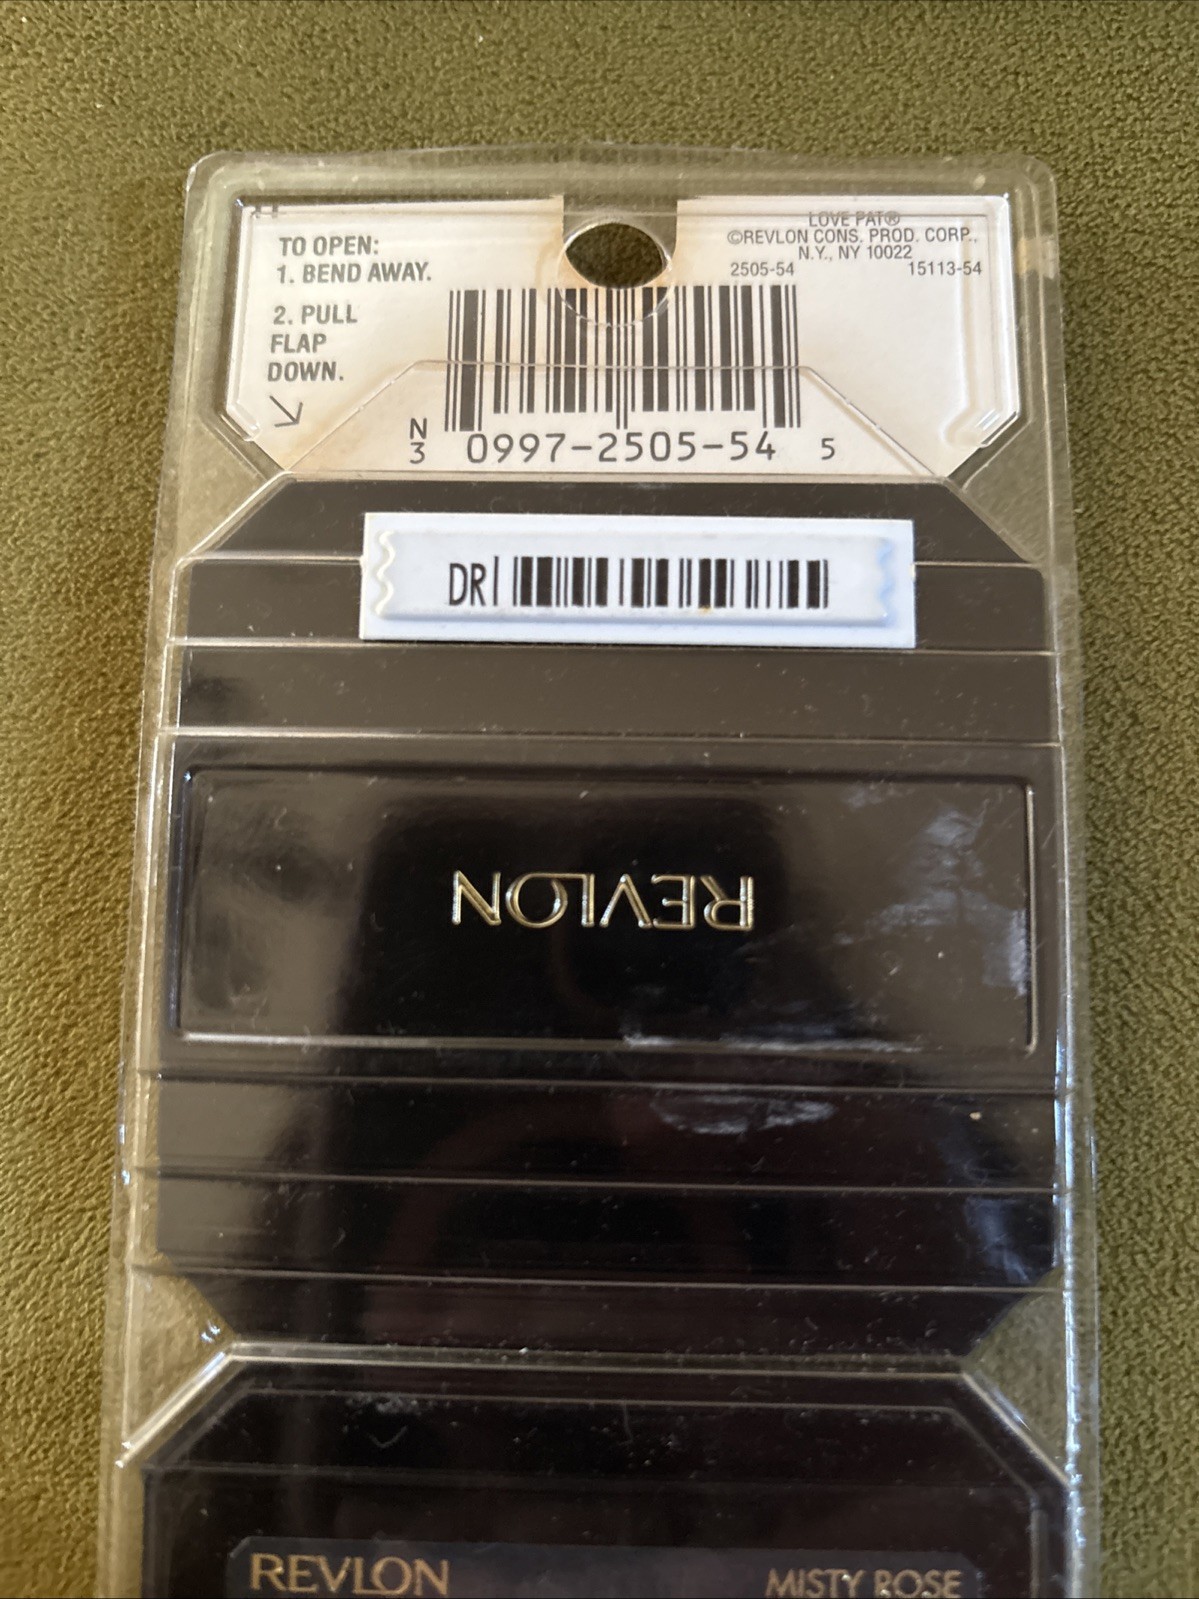 TO OPEN:
1. BEND AWAY.
2. PULL
FLAP
DOWN.
LOVE PAT®
©REVLON CONS. PROD. CORP.,
N.Y., NY 10022
2505-54 15113-54
N
3 0997-2505-54 5
DR
REVLON
REVLON MISTY ROSE